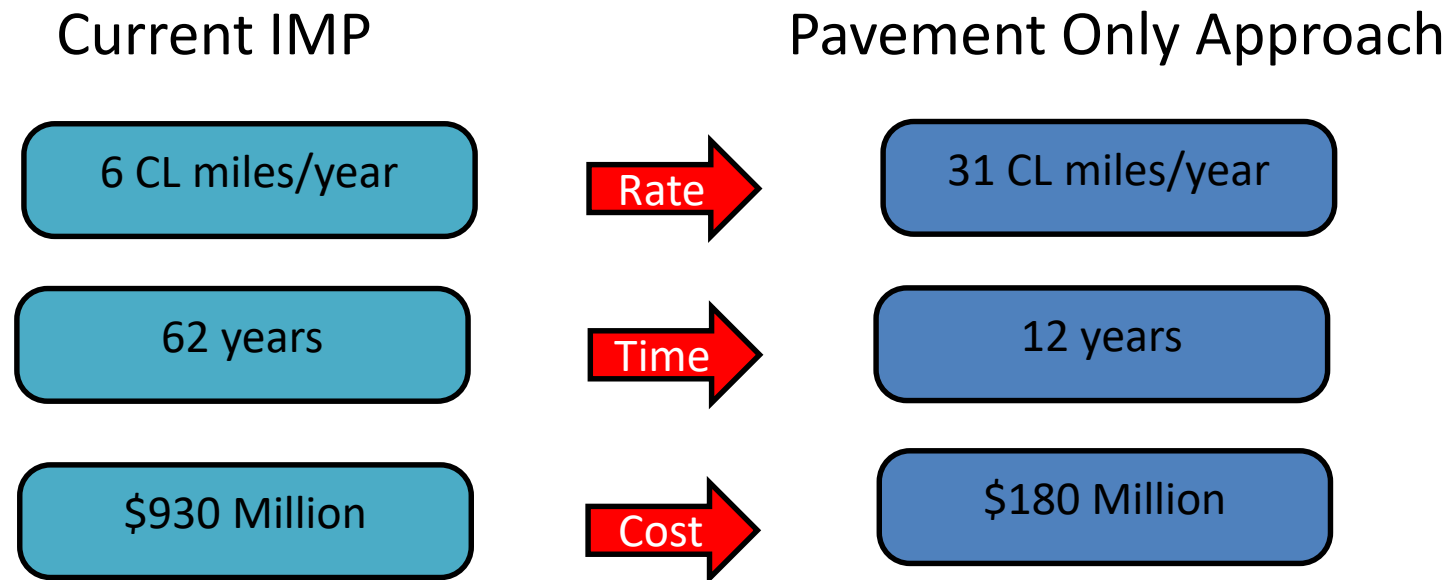 Current IMP
Pavement Only Approach
6 CL miles/year
Rate
31 CL miles/year
62 years
Time
12 years
$930 Million
Cost
$180 Million